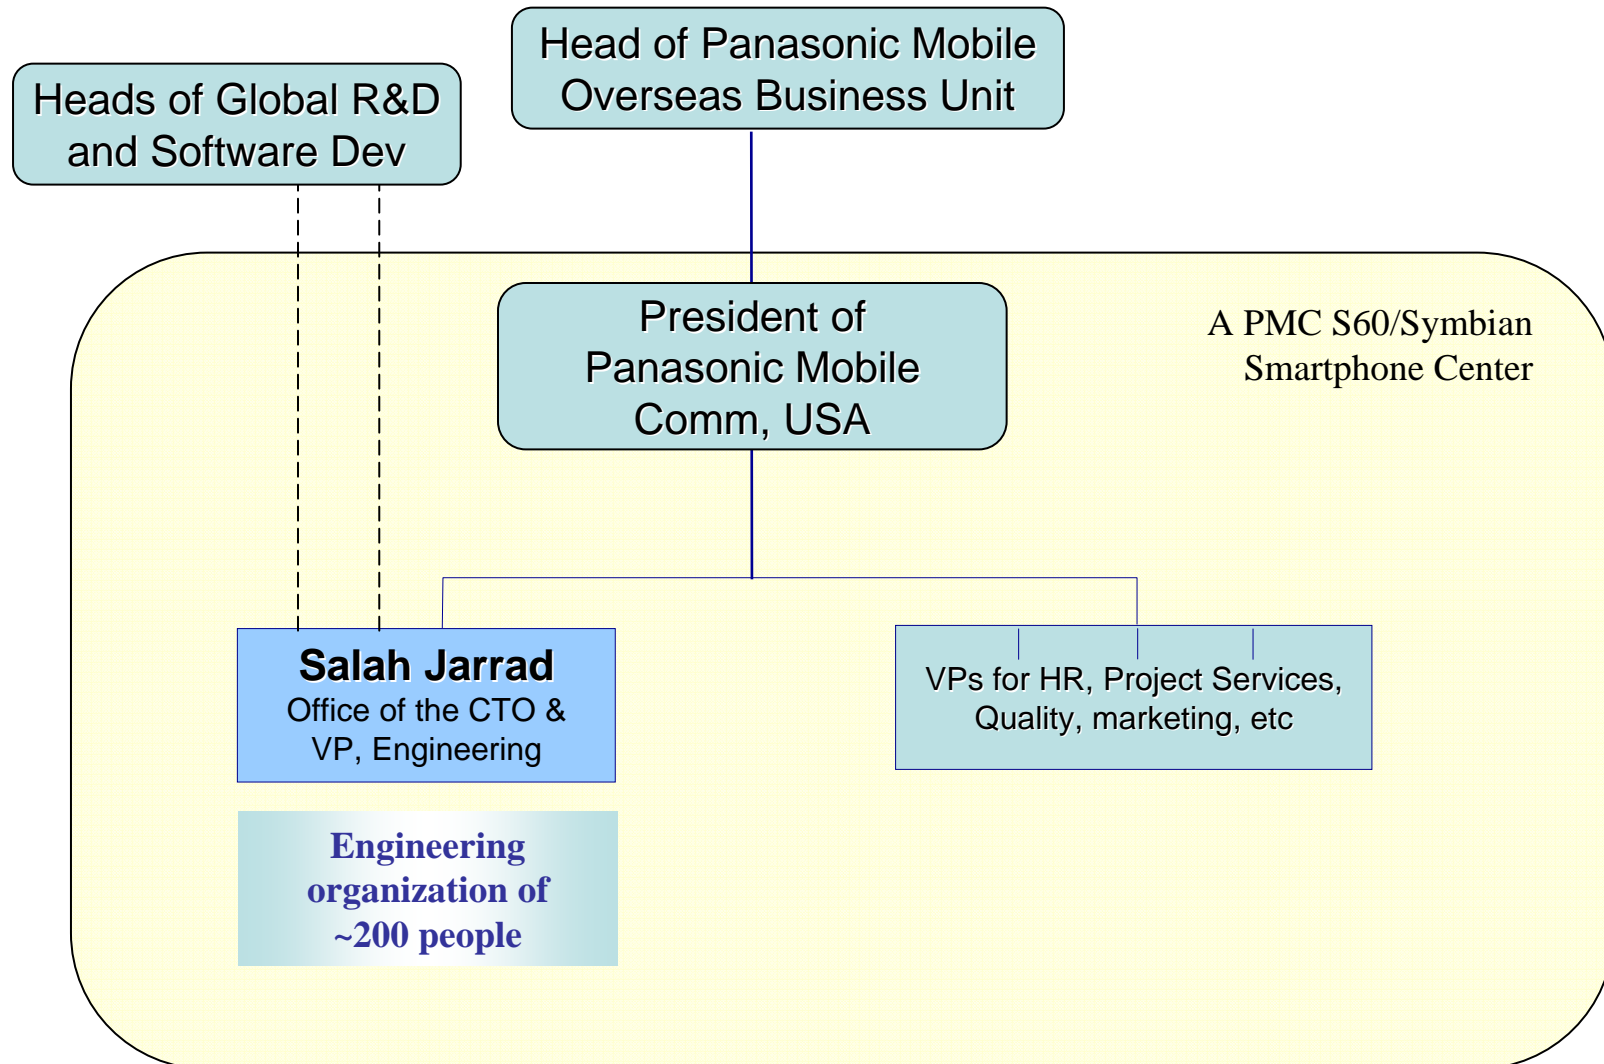 Head of Panasonic Mobile
Overseas Business Unit
Heads of Global R&D
and Software Dev
President of
Panasonic Mobile
Comm, USA
A PMC S60/Symbian
Smartphone Center
Salah Jarrad
Office of the CTO &
VP, Engineering
VPs for HR, Project Services,
Quality, marketing, etc
Engineering
organization of
~200 people